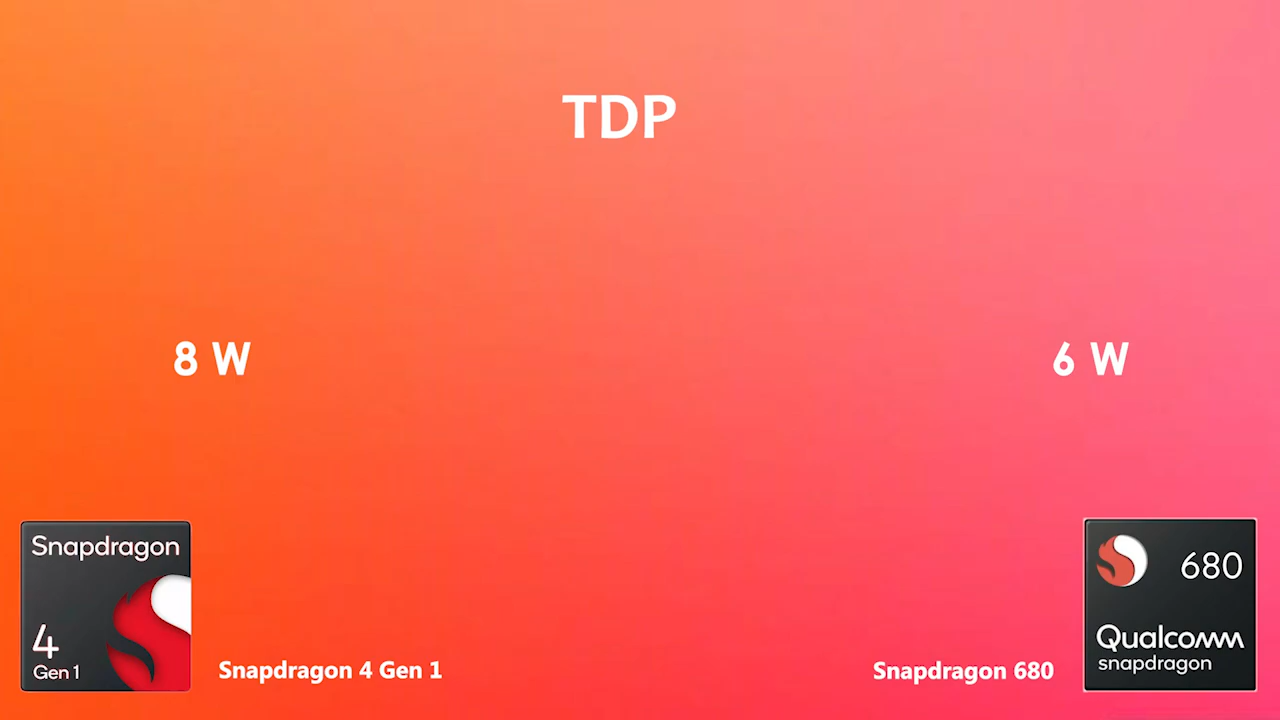 TDP
8 W
6 W
Snapdragon
4
Gen 1
Snapdragon 4 Gen 1
Snapdragon 680
680
Qualcomm
snapdragon